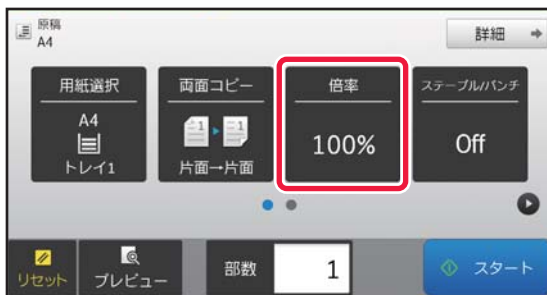 原稿
A4
詳細
用紙選択
A4
トレイ1
両面コピー
1 1
片面→片面
倍率
100%
ステープル/パンチ
Off
リセット
プレビュー
部数
1
スタート